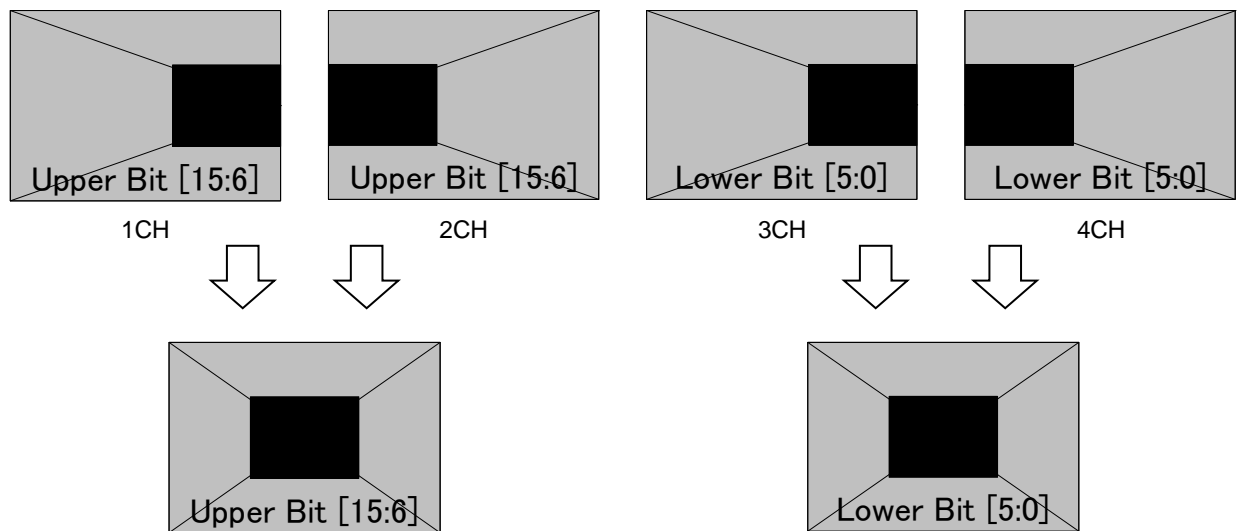 Upper Bit [15:6]
Upper Bit [15:6]
Lower Bit [5:0]
Lower Bit [5:0]
1CH
2CH
3CH
4CH
Upper Bit [15:6]
Lower Bit [5:0]